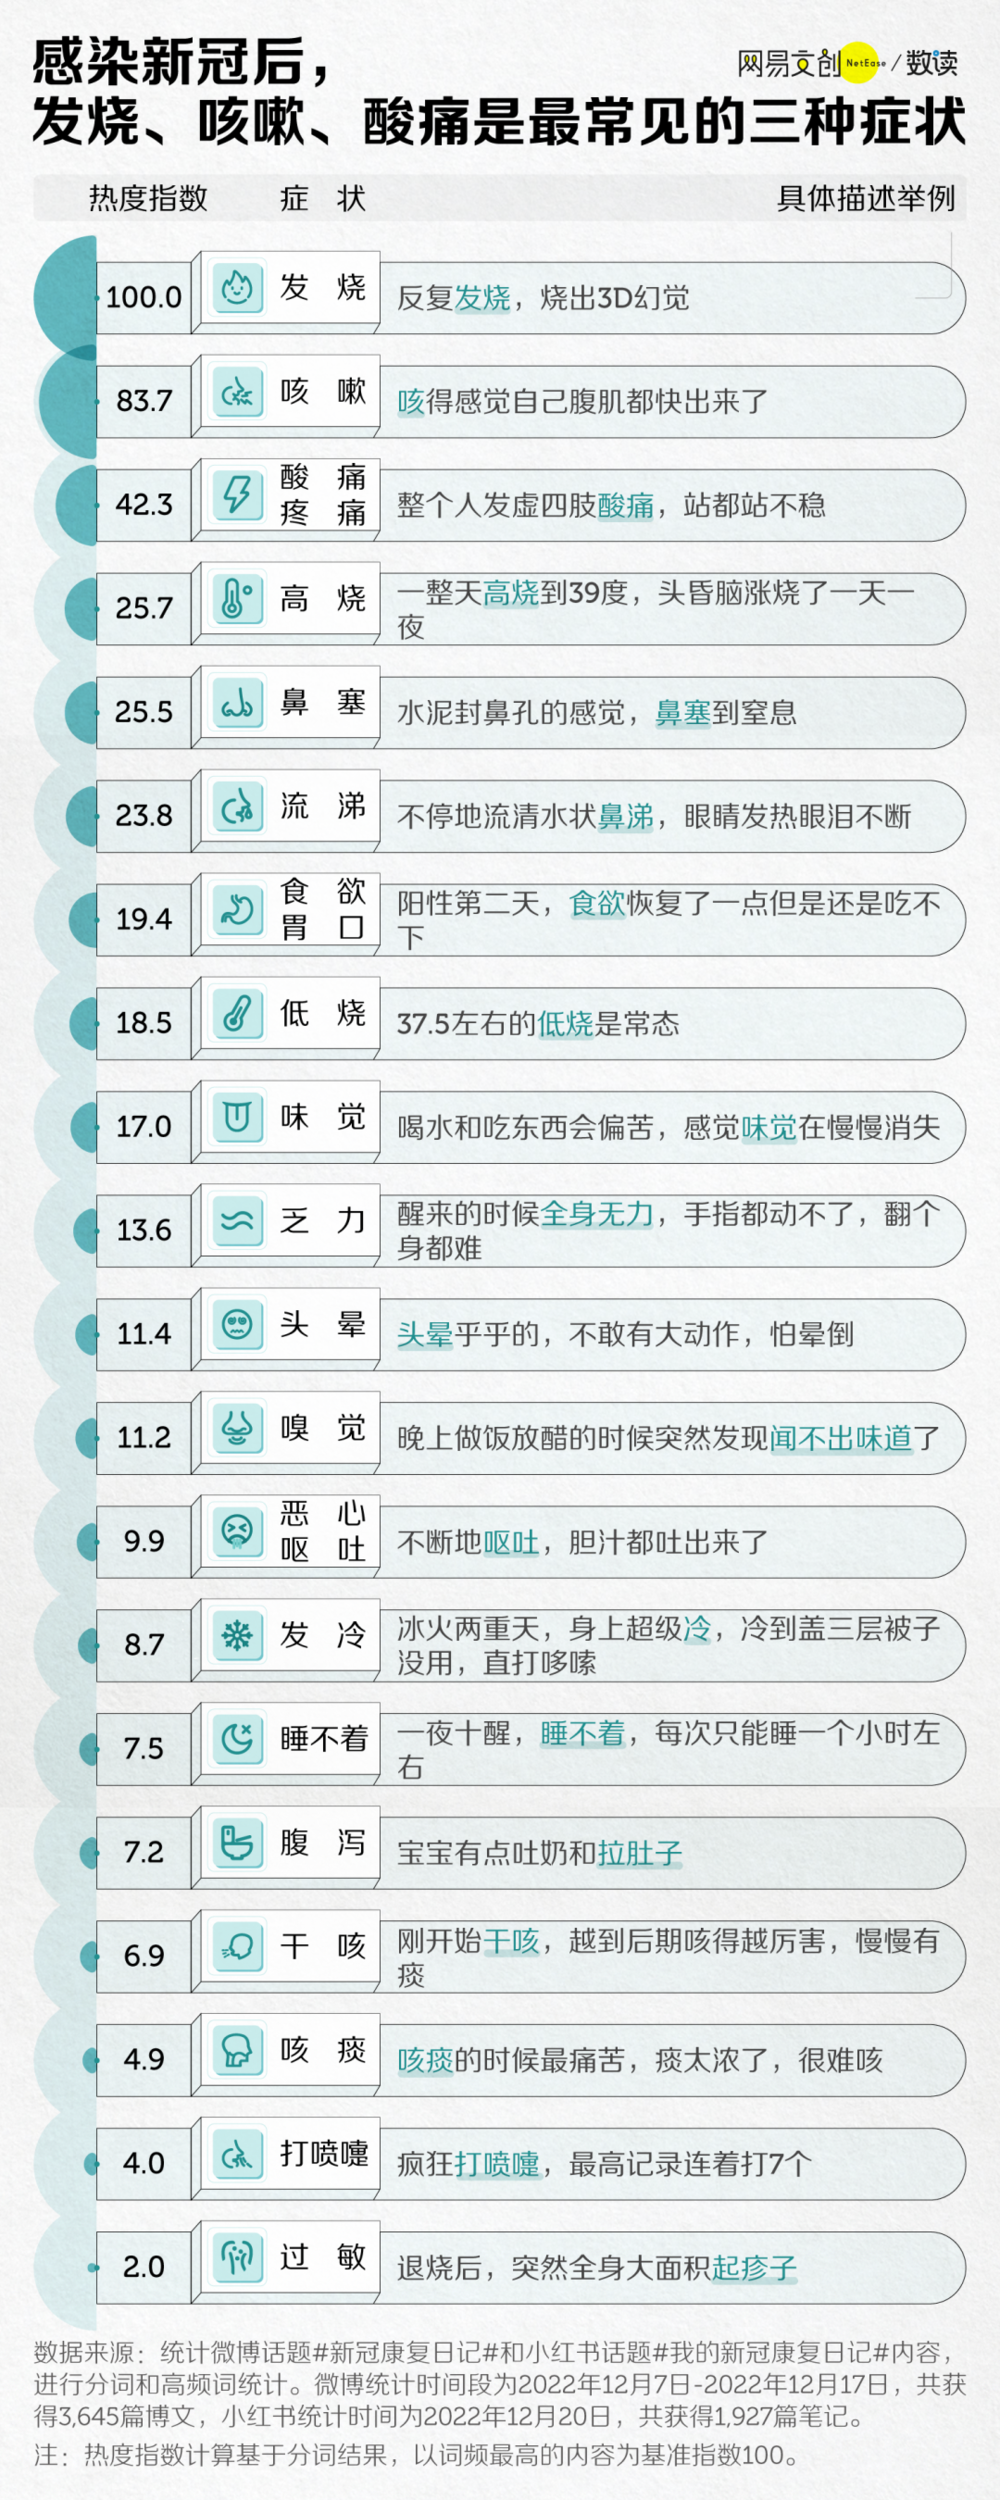 感染新冠后，
网易文创 NetEase / 数读
发烧、咳嗽、酸痛是最常见的三种症状
热度指数 症 状 具体描述举例
100.0 发 烧 反复发烧，烧出3D幻觉
83.7 咳 嗽 咳得感觉自己腹肌都快出来了
42.3 酸 痛
疼 痛 整个人发虚四肢酸痛，站都站不稳
25.7 高 烧 一整天高烧到39度，头昏脑涨烧了一天一
夜
25.5 鼻 塞 水泥封鼻孔的感觉，鼻塞到窒息
23.8 流 涕 不停地流清水状鼻涕，眼睛发热眼泪不断
19.4 食 欲
胃 口 阳性第二天，食欲恢复了一点但是还是吃不
下
18.5 低 烧 37.5左右的低烧是常态
17.0 味 觉 喝水和吃东西会偏苦，感觉味觉在慢慢消失
13.6 乏 力 醒来的时候全身无力，手指都动不了，翻个
身都难
11.4 头 晕 头晕乎乎的，不敢有大动作，怕晕倒
11.2 嗅 觉 晚上做饭放醋的时候突然发现闻不出味道了
9.9 恶 心
呕 吐 不断地呕吐，胆汁都吐出来了
8.7 发 冷 冰火两重天，身上超级冷，冷到盖三层被子
没用，直打哆嗦
7.5 睡不着 一夜十醒，睡不着，每次只能睡一个小时左
右
7.2 腹 泻 宝宝有点吐奶和拉肚子
6.9 干 咳 刚开始干咳，越到后期咳得越厉害，慢慢有
痰
4.9 咳 痰 咳痰的时候最痛苦，痰太浓了，很难咳
4.0 打喷嚏 疯狂打喷嚏，最高记录连着打7个
2.0 过 敏 退烧后，突然全身大面积起疹子
数据来源：统计微博话题#新冠康复日记#和小红书话题#我的新冠康复日记#内容，
进行分词和高频词统计。微博统计时间段为2022年12月7日-2022年12月17日，共获
得3,645篇博文，小红书统计时间为2022年12月20日，共获得1,927篇笔记。
注：热度指数计算基于分词结果，以词频最高的内容为基准指数100。